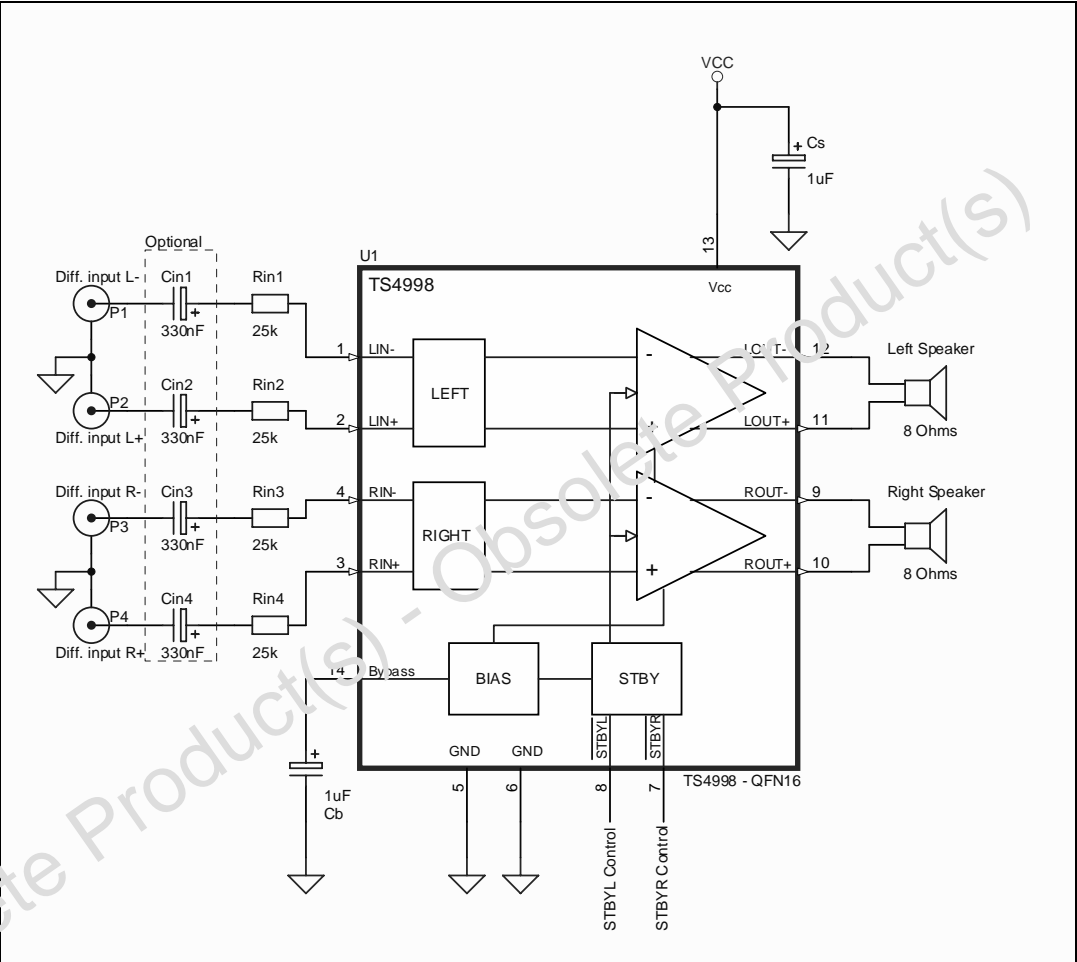 VCC
+ Cs
1uF
Optional
Diff. input L-
Cin1
Rin1
P1
+
330nF
25k
U1
TS4998
13
Vcc
1
LIN-
P2
Cin2
Rin2
Diff. input L+
+
330nF
25k
2
LIN+
LEFT
-
+
LOUT-
12
LOUT+
11
Left Speaker
8 Ohms
Diff. input R-
Cin3
Rin3
P3
+
330nF
25k
4
RIN-
3
RIN+
RIGHT
-
+
ROUT-
9
ROUT+
10
Right Speaker
8 Ohms
P4
Cin4
Rin4
Diff. input R+
+
330nF
25k
14
Bypass
BIAS
STBY
STBYL
STBYR
GND
GND
TS4998 - QFN16
5
6
8
7
+
1uF
Cb
STBYL Control
STBYR Control
ete Product(s) - Obsolete Product(s)